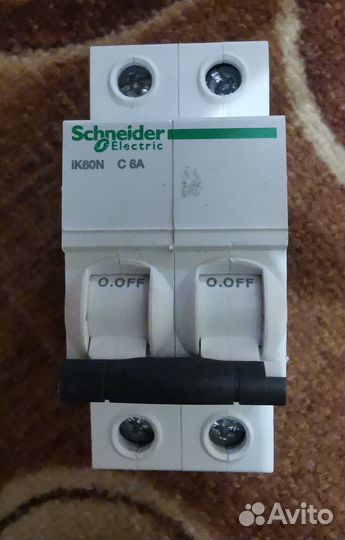 Schneider
Electric
iK60N C 6A
O.OFF O.OFF
Avito